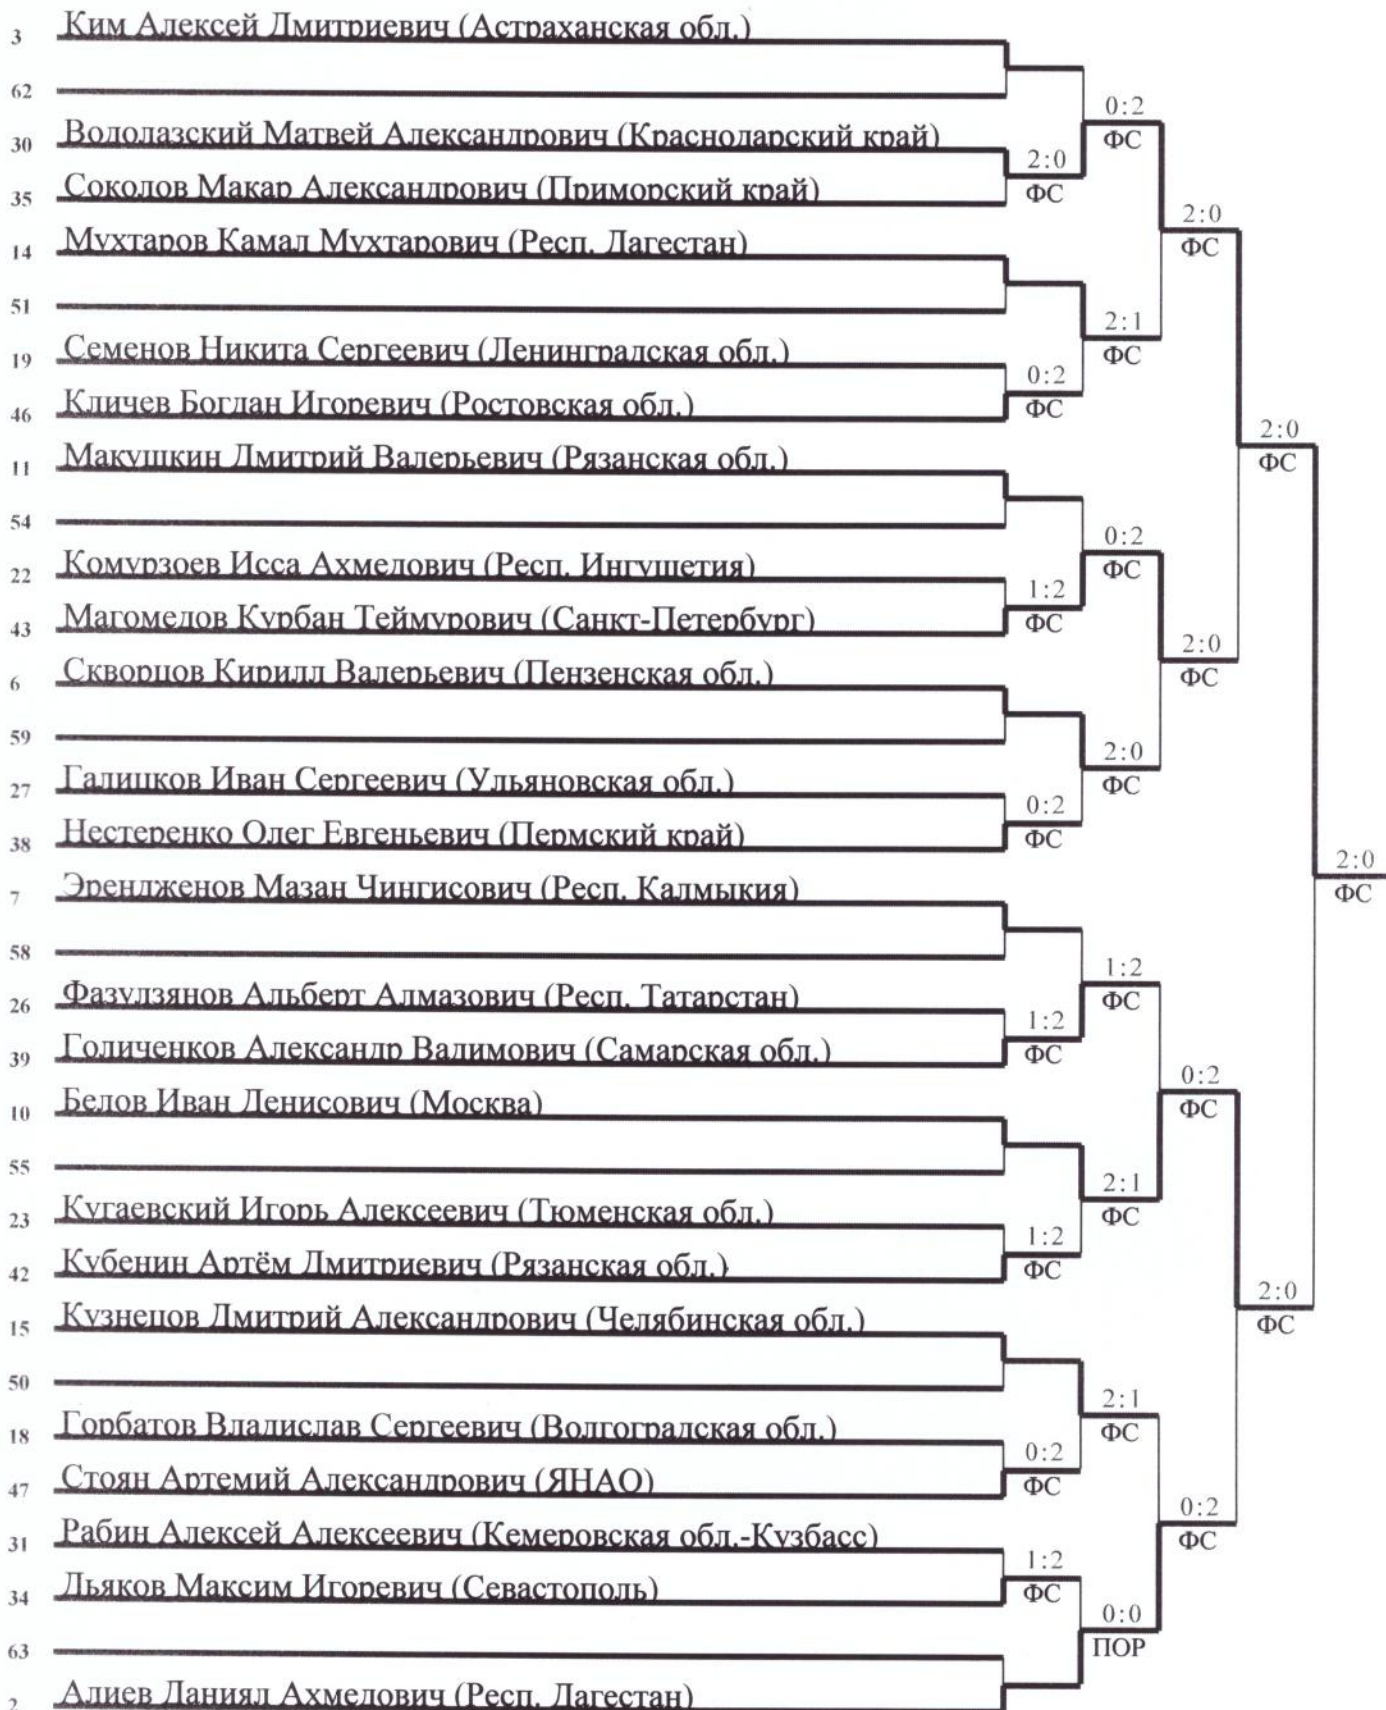 3 Ким Алексей Дмитриевич (Астраханская обл.)
62
0:2
ФС
30 Водолазский Матвей Александрович (Краснодарский край)
2:0
ФС
35 Соколов Макар Александрович (Приморский край)
2:0
ФС
14 Мухтаров Камал Мухтарович (Респ. Дагестан)
51
2:1
ФС
19 Семенов Никита Сергеевич (Ленинградская обл.)
0:2
ФС
46 Кличев Богдан Игоревич (Ростовская обл.)
2:0
ФС
11 Макушкин Дмитрий Валерьевич (Рязанская обл.)
54
0:2
ФС
22 Комурзоев Исса Ахмедович (Респ. Ингушетия)
1:2
ФС
43 Магомедов Курбан Теймурович (Санкт-Петербург)
2:0
ФС
6 Скворцов Кирилл Валерьевич (Пензенская обл.)
59
2:0
ФС
27 Галицков Иван Сергеевич (Ульяновская обл.)
0:2
ФС
38 Нестеренко Олег Евгеньевич (Пермский край)
2:0
ФС
7 Эрендженов Мазан Чингисович (Респ. Калмыкия)
58
1:2
ФС
26 Фазулзянов Альберт Алмазович (Респ. Татарстан)
1:2
ФС
39 Голиченков Александр Вадимович (Самарская обл.)
0:2
ФС
10 Белов Иван Денисович (Москва)
55
2:1
ФС
23 Кугаевский Игорь Алексеевич (Тюменская обл.)
1:2
ФС
42 Кубенин Артём Дмитриевич (Рязанская обл.)
2:0
ФС
15 Кузнецов Дмитрий Александрович (Челябинская обл.)
50
2:1
ФС
18 Горбатов Владислав Сергеевич (Волгоградская обл.)
0:2
ФС
47 Стоян Артемий Александрович (ЯНАО)
0:2
ФС
31 Рабин Алексей Алексеевич (Кемеровская обл.-Кузбасс)
1:2
ФС
34 Дьяков Максим Игоревич (Севастополь)
0:0
ПОР
63
2 Алиев Даниял Ахмедович (Респ. Дагестан)